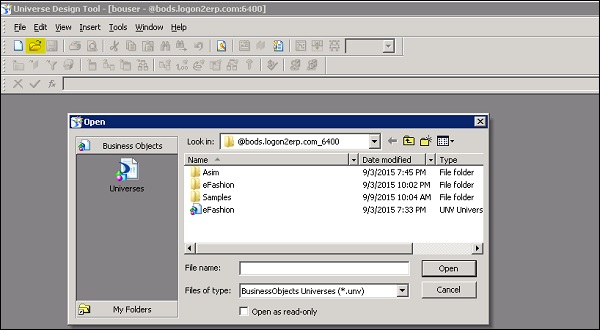 Universe Design Tool - [bouser - @bods.logon2erp.com:6400]
File Edit View Insert Tools Window Help
Open
Business Objects
Universes
My Folders
Look in: @bods.logon2erp.com_6400
Name Date modified Type
Asim 9/3/2015 7:45 PM File folder
eFashion 9/3/2015 10:02 PM File folder
Samples 9/9/2015 10:04 AM File folder
eFashion 9/3/2015 7:33 PM UNV Univers
File name: Open
Files of type: BusinessObjects Universes (*.unv) Cancel
Open as read-only